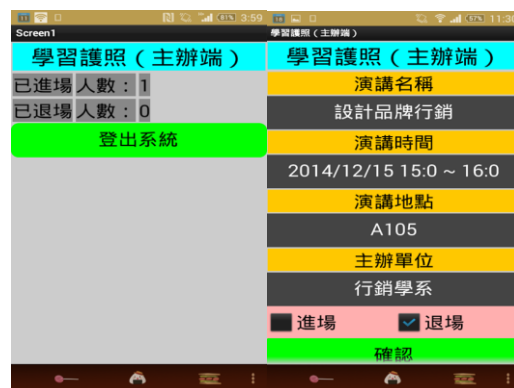 81% 3:59
Screen1
學習護照(主辦端)
已進場 人數: 1
已退場 人數: 0
登出系統
57% 11:30
學習護照(主辦端)
學習護照(主辦端)
演講名稱
設計品牌行銷
演講時間
2014/12/15 15:0 ~ 16:0
演講地點
A105
主辦單位
行銷學系
進場 退場
確認